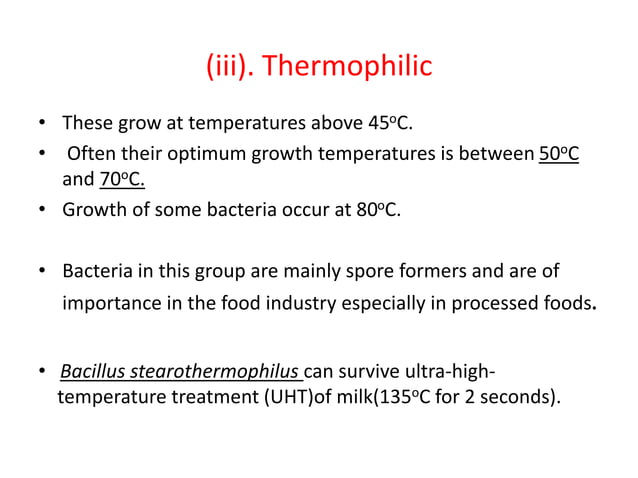 (iii). Thermophilic
• These grow at temperatures above 45ºC.
• Often their optimum growth temperatures is between 50ºC
and 70ºC.
• Growth of some bacteria occur at 80ºC.
• Bacteria in this group are mainly spore formers and are of
importance in the food industry especially in processed foods.
• Bacillus stearothermophilus can survive ultra-high-
temperature treatment (UHT)of milk(135ºC for 2 seconds).